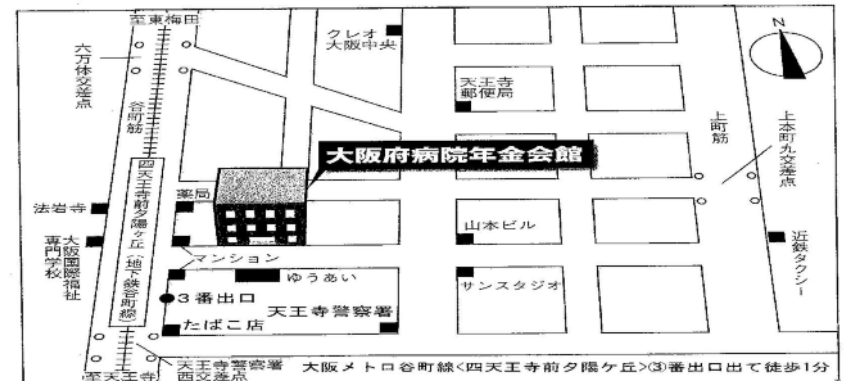 至東梅田
六万体交差点
谷町筋
クレオ
大阪中央
天王寺
郵便局
N
上町筋
上本町九交差点
大阪府病院年金会館
薬局
法岩寺
四天王寺前夕陽ヶ丘(地下鉄谷町線)
大阪国際福祉
専門学校
マンション
山本ビル
近鉄タクシー
ゆうあい
サンスタジオ
3番出口
天王寺警察署
たばこ店
天王寺警察署
西交差点
至天王寺
大阪メトロ谷町線<四天王寺前夕陽ケ丘>③番出口出て徒歩1分